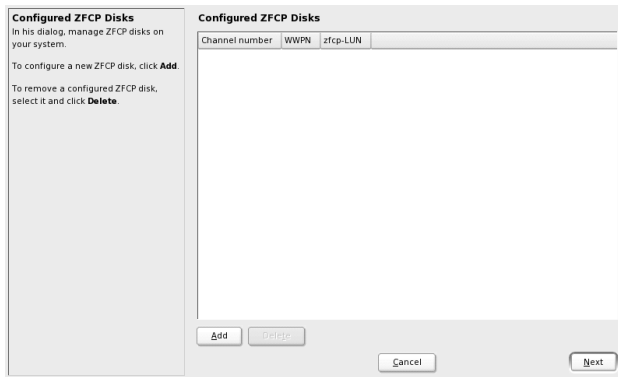 Configured ZFCP Disks
In his dialog, manage ZFCP disks on
your system.
To configure a new ZFCP disk, click Add.
To remove a configured ZFCP disk,
select it and click Delete.
Configured ZFCP Disks
Channel number WWPN zfcp-LUN
Add Delete
Cancel Next